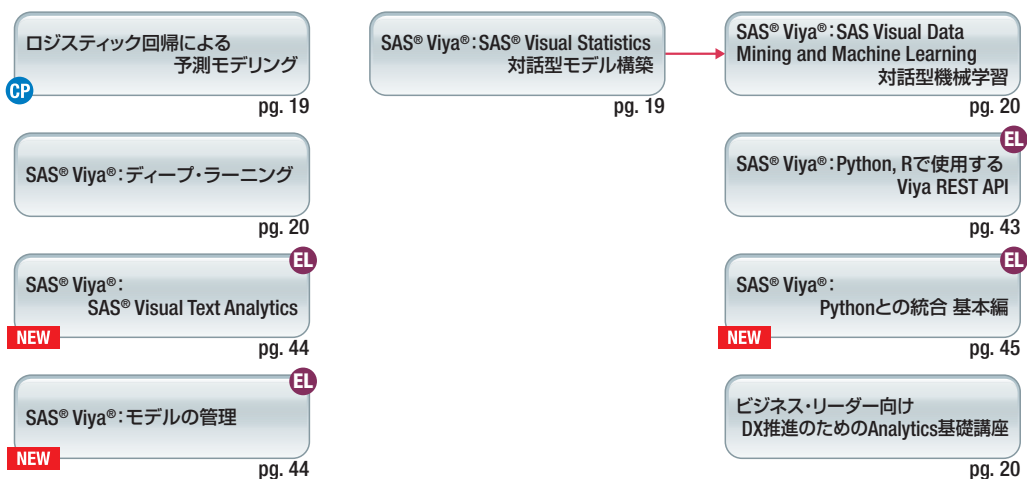 ロジスティック回帰による
予測モデリング
CP
pg. 19
SAS® Viya®：SAS® Visual Statistics
対話型モデル構築
pg. 19
SAS® Viya®：SAS Visual Data
Mining and Machine Learning
対話型機械学習
pg. 20
SAS® Viya®：ディープ・ラーニング
pg. 20
EL
SAS® Viya®：Python, Rで使用する
Viya REST API
pg. 43
EL
SAS® Viya®：
SAS® Visual Text Analytics
NEW
pg. 44
EL
SAS® Viya®：
Pythonとの統合 基本編
NEW
pg. 45
EL
SAS® Viya®：モデルの管理
NEW
pg. 44
ビジネス・リーダー向け
DX推進のためのAnalytics基礎講座
pg. 20